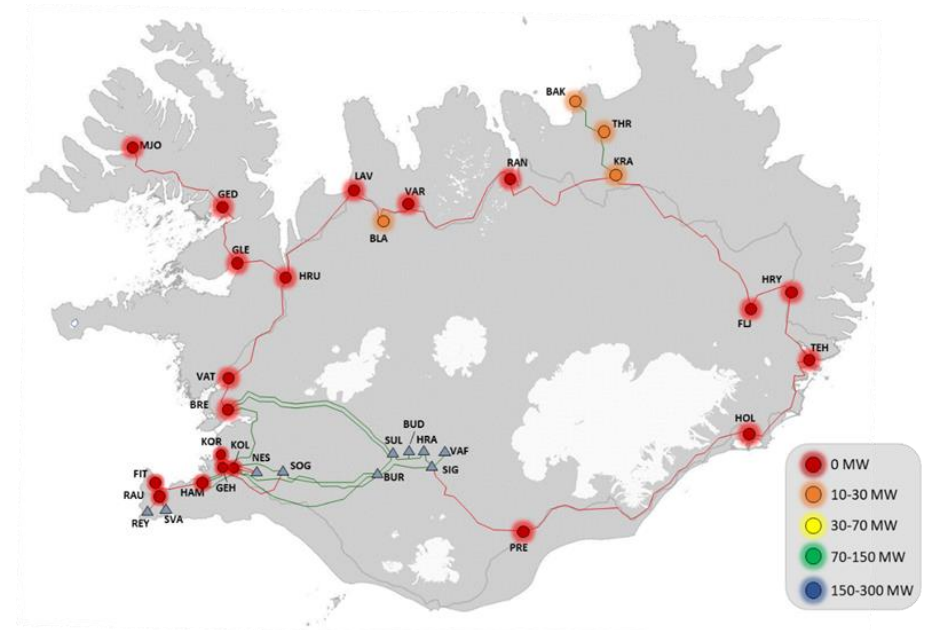 BAK
THR
KRA
RAN
MJO
LAV
VAR
GED
BLA
GLE
HRU
HRY
FLJ
TEH
VAT
BRE
HOL
BUD
KOR
KOL
SUL
HRA
NES
VAF
SOG
SIG
FIT
BUR
GEH
HAM
RAU
REY
SVA
PRE
0 MW
10-30 MW
30-70 MW
70-150 MW
150-300 MW